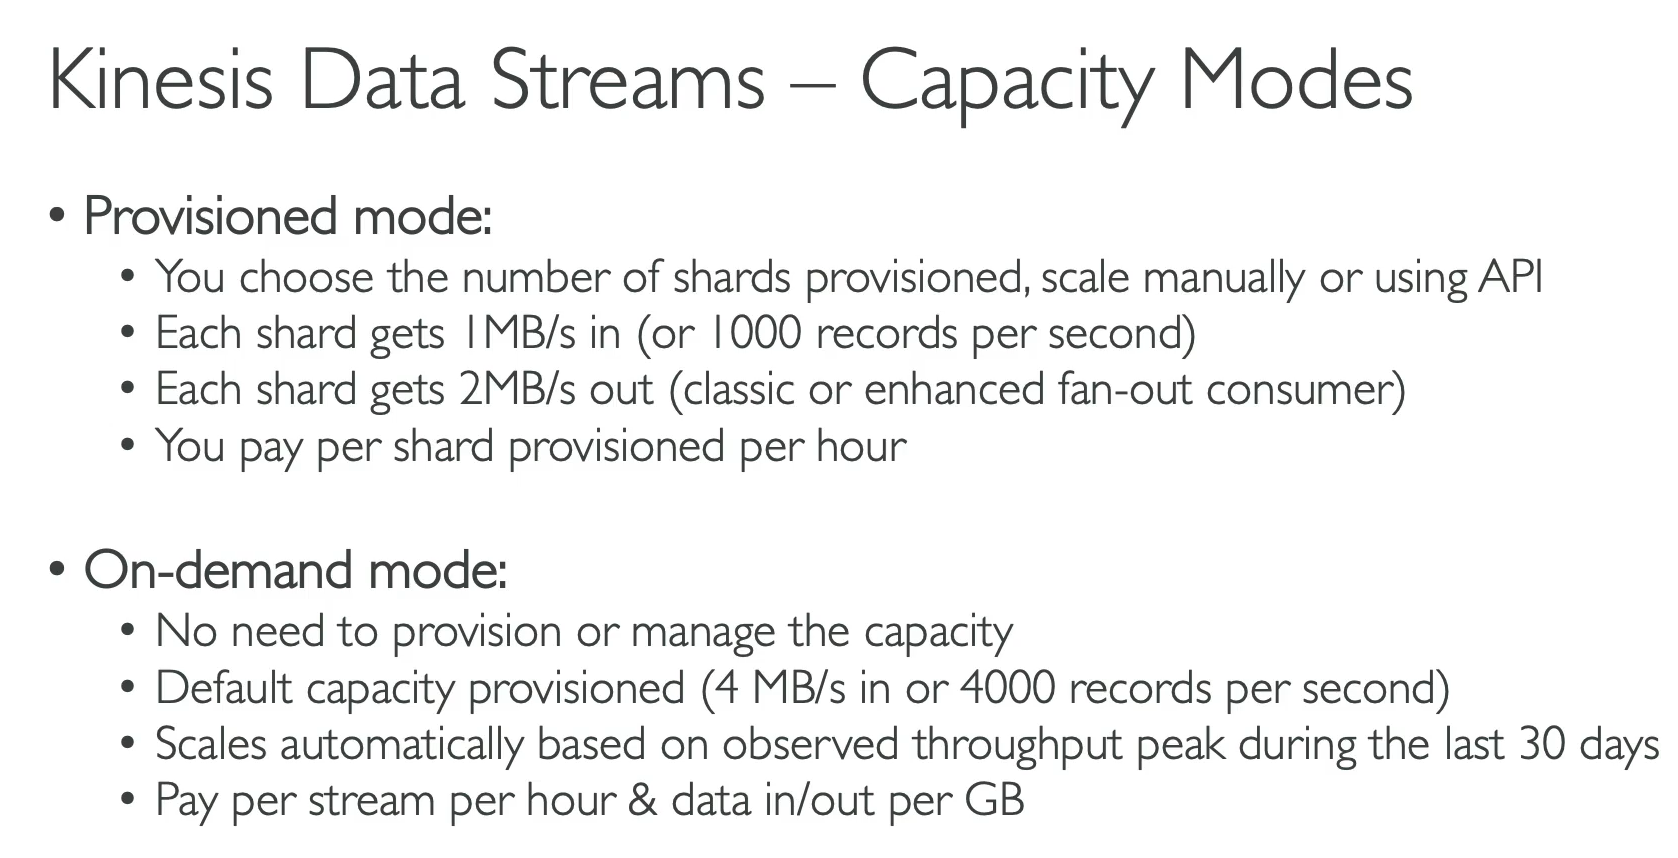 Kinesis Data Streams – Capacity Modes
• Provisioned mode:
• You choose the number of shards provisioned, scale manually or using API
• Each shard gets 1MB/s in (or 1000 records per second)
• Each shard gets 2MB/s out (classic or enhanced fan-out consumer)
• You pay per shard provisioned per hour
• On-demand mode:
• No need to provision or manage the capacity
• Default capacity provisioned (4 MB/s in or 4000 records per second)
• Scales automatically based on observed throughput peak during the last 30 days
• Pay per stream per hour & data in/out per GB